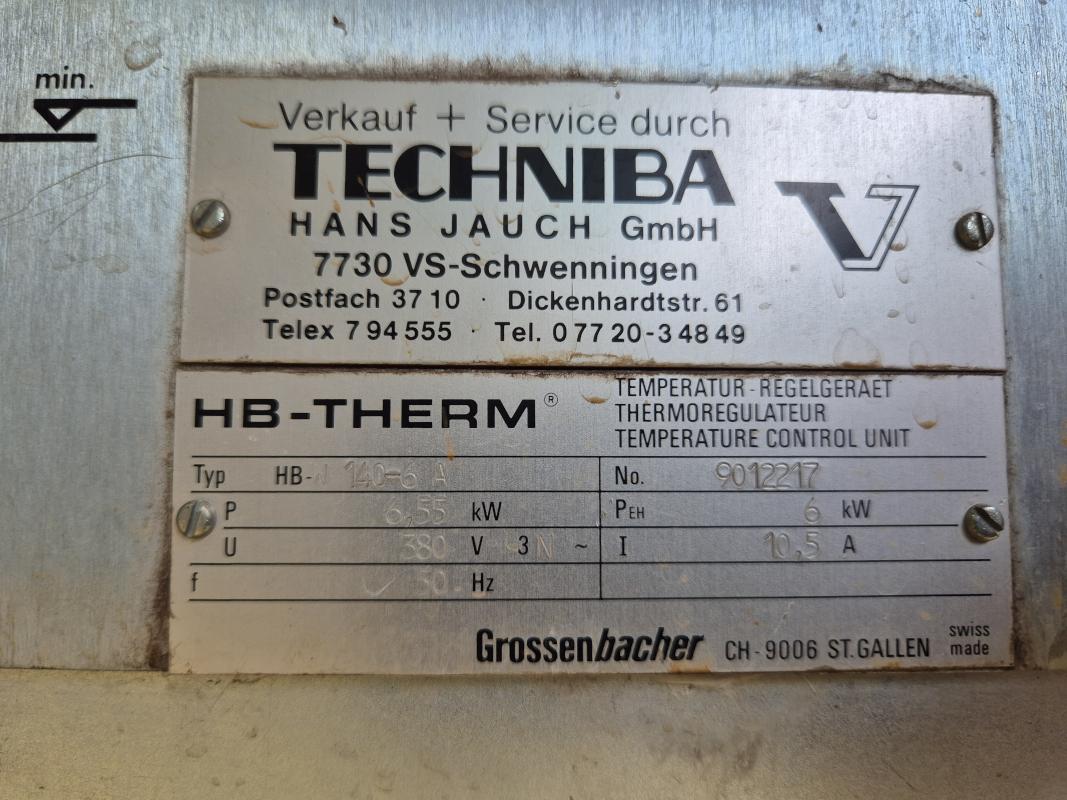 min.
Verkauf + Service durch
TECHNIBA
HANS JAUCH GmbH
7730 VS-Schwenningen
Postfach 37 10 · Dickenhardtstr. 61
Telex 7 94 555 · Tel. 0 77 20-3 48 49
HB-THERM®
TEMPERATUR-REGELGERAET
THERMOREGULATEUR
TEMPERATURE CONTROL UNIT
Typ HB- 140-6 A No. 9012217
P 6,55 kW PEH 6 kW
U 380 V 3 N ~ I 10,5 A
f 50 Hz
Grossenbacher CH-9006 ST.GALLEN swiss
made